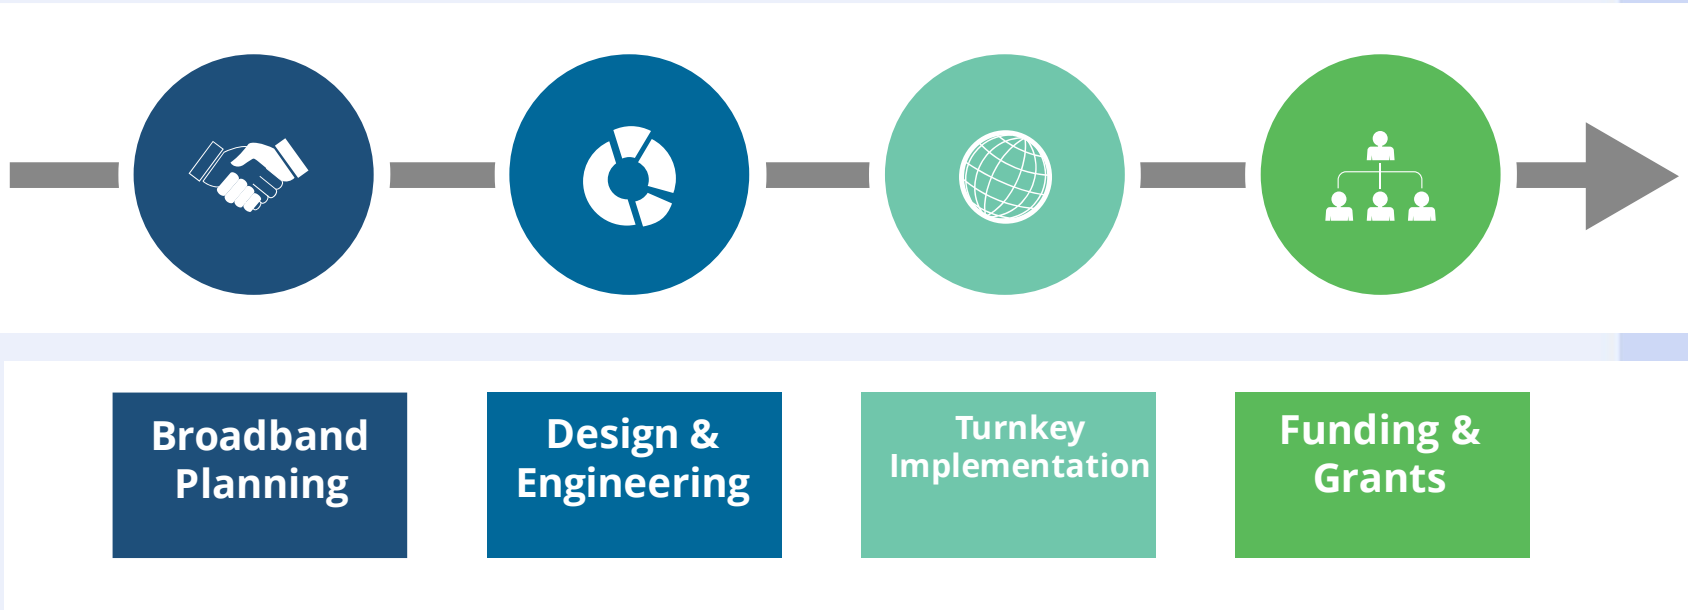 Broadband
Planning
Design &
Engineering
Turnkey
Implementation
Funding &
Grants